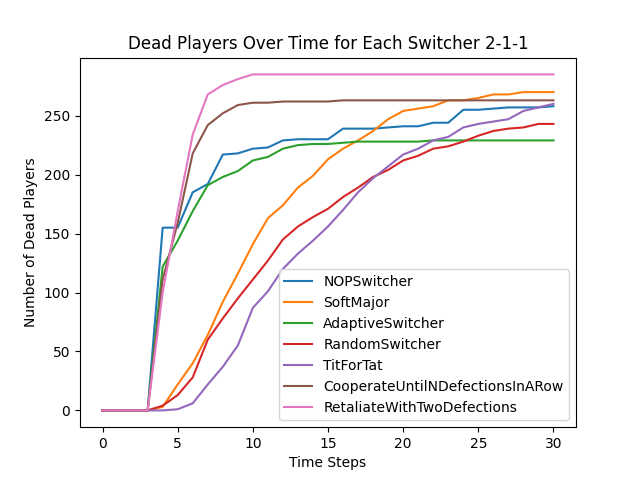 Dead Players Over Time for Each Switcher 2-1-1
Number of Dead Players
250
200
150
100
50
0
0 5 10 15 20 25 30
Time Steps
NOPSwitcher
SoftMajor
AdaptiveSwitcher
RandomSwitcher
TitForTat
CooperateUntilNDefectionsInARow
RetaliateWithTwoDefections